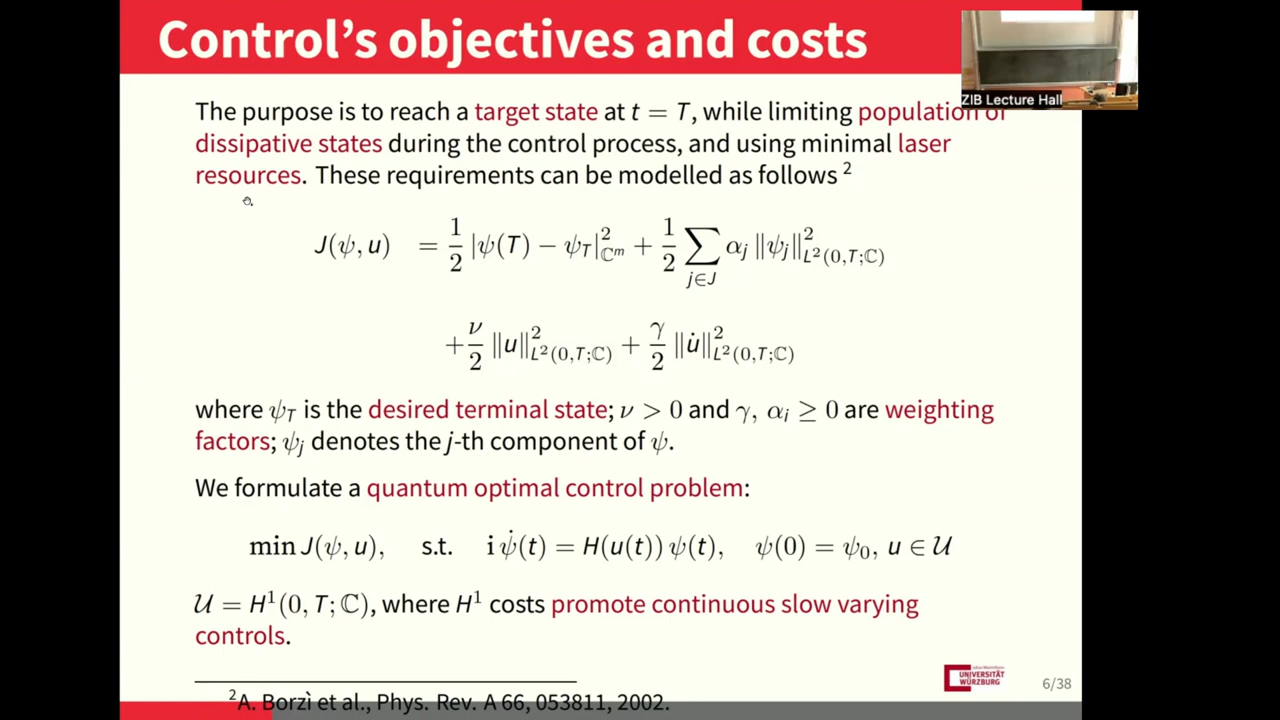 Control's objectives and costs
ZIB Lecture Hall
The purpose is to reach a target state at t = T, while limiting population of
dissipative states during the control process, and using minimal laser
resources. These requirements can be modelled as follows ²
J(ψ, u) = 1/2 |ψ(T) − ψ_T|²_{ℂ^m} + 1/2 ∑_{j∈J} α_j ‖ψ_j‖²_{L²(0,T;ℂ)}
+ ν/2 ‖u‖²_{L²(0,T;ℂ)} + γ/2 ‖u̇‖²_{L²(0,T;ℂ)}
where ψ_T is the desired terminal state; ν > 0 and γ, α_i ≥ 0 are weighting
factors; ψ_j denotes the j-th component of ψ.
We formulate a quantum optimal control problem:
min J(ψ, u), s.t. i ψ̇(t) = H(u(t)) ψ(t), ψ(0) = ψ₀, u ∈ 𝒰
𝒰 = H¹(0, T; ℂ), where H¹ costs promote continuous slow varying
controls.
UNIVERSITÄT
WÜRZBURG
6/38
²A. Borzì et al., Phys. Rev. A 66, 053811, 2002.